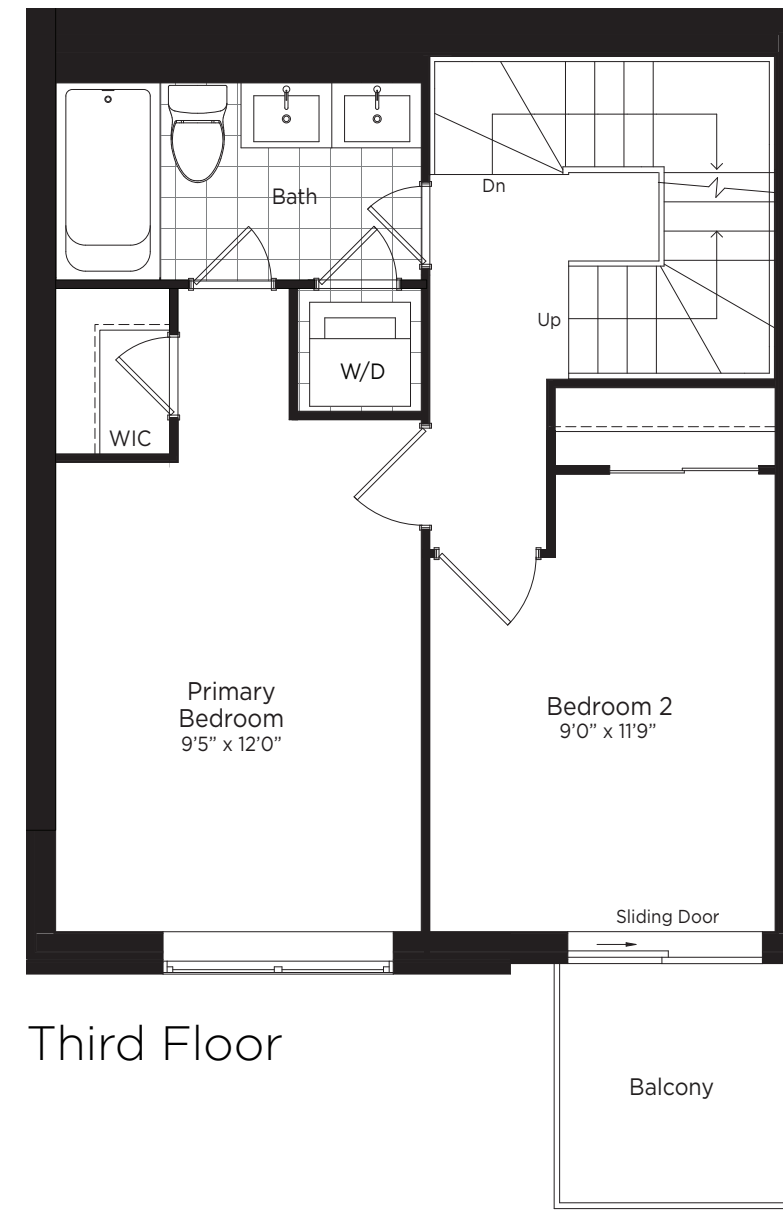 Bath
Dn
Up
W/D
WIC
Primary
Bedroom
9’5” x 12’0”
Bedroom 2
9’0” x 11’9”
Sliding Door
Third Floor
Balcony